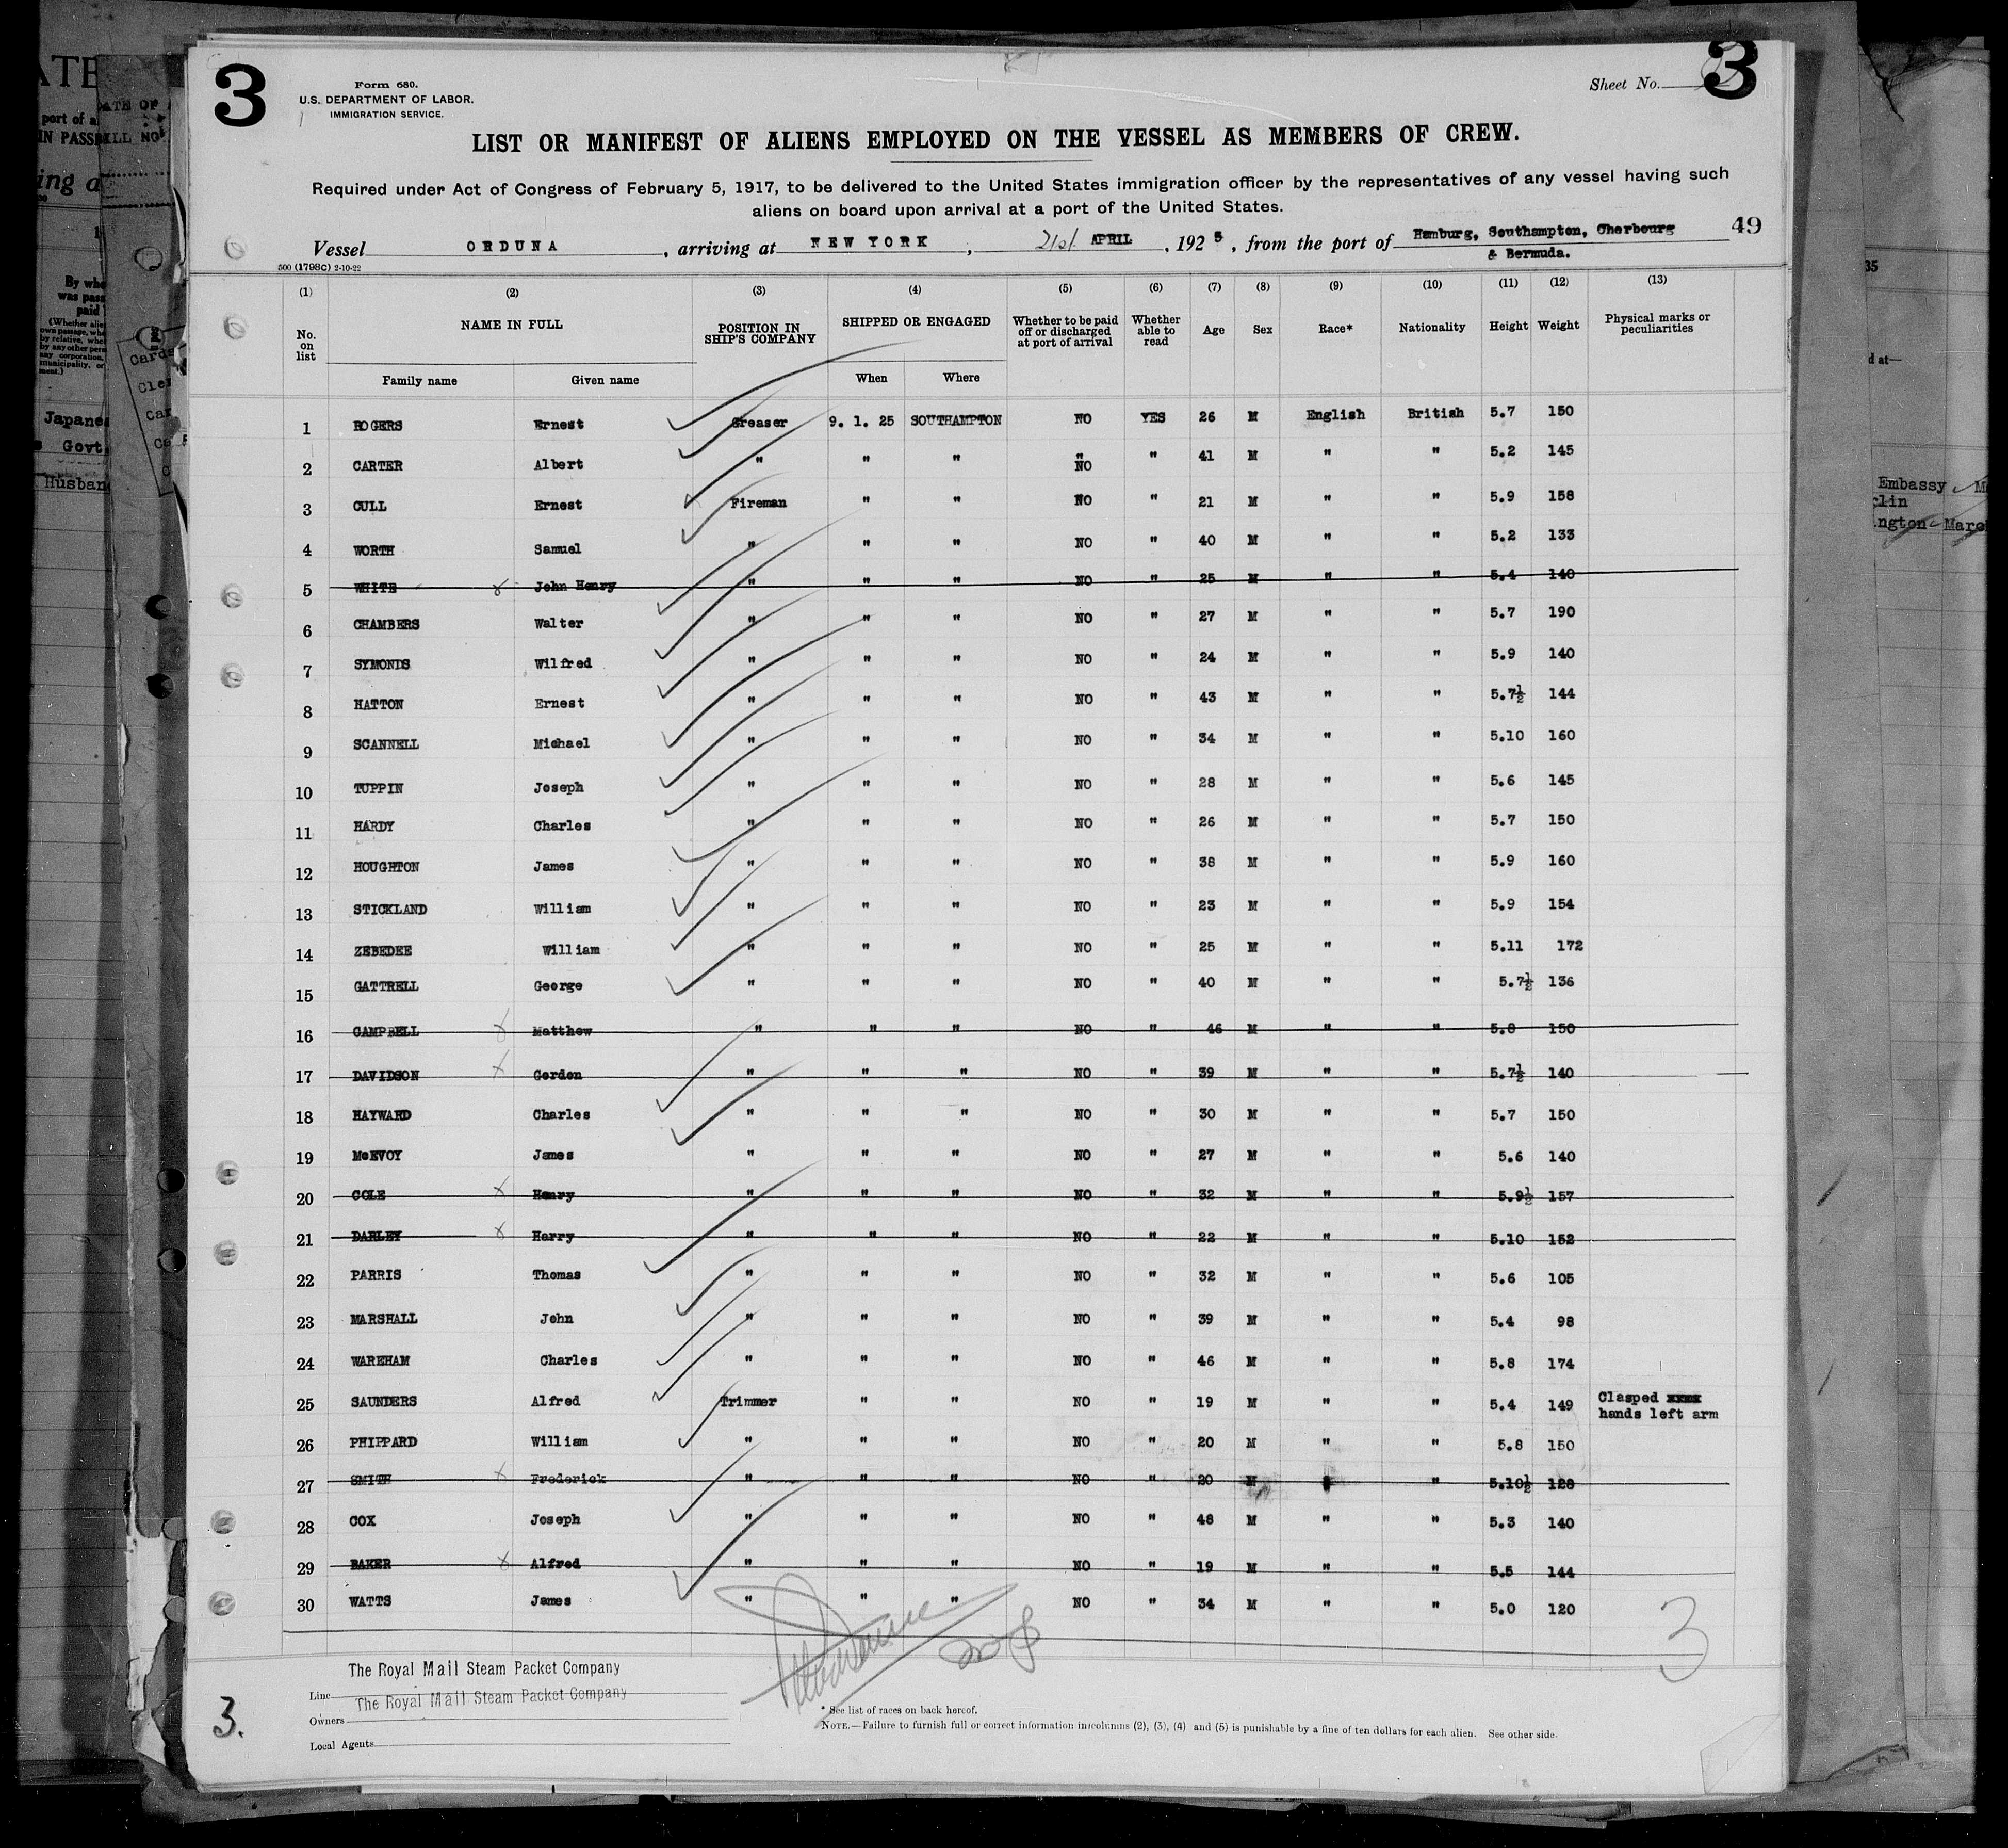 3
Form 680.
U.S. DEPARTMENT OF LABOR.
IMMIGRATION SERVICE.
Sheet No. 3
LIST OR MANIFEST OF ALIENS EMPLOYED ON THE VESSEL AS MEMBERS OF CREW.
Required under Act of Congress of February 5, 1917, to be delivered to the United States immigration officer by the representatives of any vessel having such
aliens on board upon arrival at a port of the United States.
49
Vessel ORDUNA, arriving at NEW YORK, 21st APRIL, 1925, from the port of Hamburg, Southampton, Cherbourg
& Bermuda.
500 (1798C) 2-10-22
(1) (2) (3) (4) (5) (6) (7) (8) (9) (10) (11) (12) (13)
No. on list NAME IN FULL POSITION IN SHIP'S COMPANY SHIPPED OR ENGAGED Whether to be paid off or discharged at port of arrival Whether able to read Age Sex Race* Nationality Height Weight Physical marks or peculiarities
Family name Given name When Where
1 ROGERS Ernest Greaser 9. 1. 25 SOUTHAMPTON NO YES 26 M English British 5.7 150
2 CARTER Albert " " " " NO " 41 M " " 5.2 145
3 CULL Ernest Fireman " " NO " 21 M " " 5.9 158
4 WORTH Samuel " " " NO " 40 M " " 5.2 133
5 WHITE John Henry " " " NO " 25 M " " 5.4 140
6 CHAMBERS Walter " " " NO " 27 M " " 5.7 190
7 SYMONDS Wilfred " " " NO " 24 M " " 5.9 140
8 HATTON Ernest " " " NO " 43 M " " 5.7½ 144
9 SCANNELL Michael " " " NO " 34 M " " 5.10 160
10 TUPPIN Joseph " " " NO " 28 M " " 5.6 145
11 HARDY Charles " " " NO " 26 M " " 5.7 150
12 HOUGHTON James " " " NO " 38 M " " 5.9 160
13 STICKLAND William " " " NO " 23 M " " 5.9 154
14 ZEBEDEE William " " " NO " 25 M " " 5.11 172
15 GATTRELL George " " " NO " 40 M " " 5.7½ 136
16 CAMPBELL Matthew " " " NO " 46 M " " 5.8 150
17 DAVIDSON Gordon " " " NO " 39 M " " 5.7½ 140
18 HAYWARD Charles " " " NO " 30 M " " 5.7 150
19 McEVOY James " " " NO " 27 M " " 5.6 140
20 COLE Henry " " " NO " 32 M " " 5.9½ 157
21 DARLEY Harry " " " NO " 22 M " " 5.10 152
22 PARRIS Thomas " " " NO " 32 M " " 5.6 105
23 MARSHALL John " " " NO " 39 M " " 5.4 98
24 WAREHAM Charles " " " NO " 46 M " " 5.8 174
25 SAUNDERS Alfred Trimmer " " NO " 19 M " " 5.4 149 Clasped xxxx hands left arm
26 PHIPPARD William " " " NO " 20 M " " 5.8 150
27 SMITH Frederick " " " NO " 20 M " 5.10½ 128
28 COX Joseph " " " NO " 48 M " " 5.3 140
29 BAKER Alfred " " " NO " 19 M " " 5.5 144
30 WATTS James " " " NO " 34 M " " 5.0 120
3
The Royal Mail Steam Packet Company
Line
The Royal Mail Steam Packet Company
Owners
Local Agents
3.
* See list of races on back hereof.
NOTE.—Failure to furnish full or correct information in columns (2), (3), (4) and (5) is punishable by a fine of ten dollars for each alien. See other side.
port of a
By who
was pass
paid
Japanes
Govt
Husban
Cards
Embassy